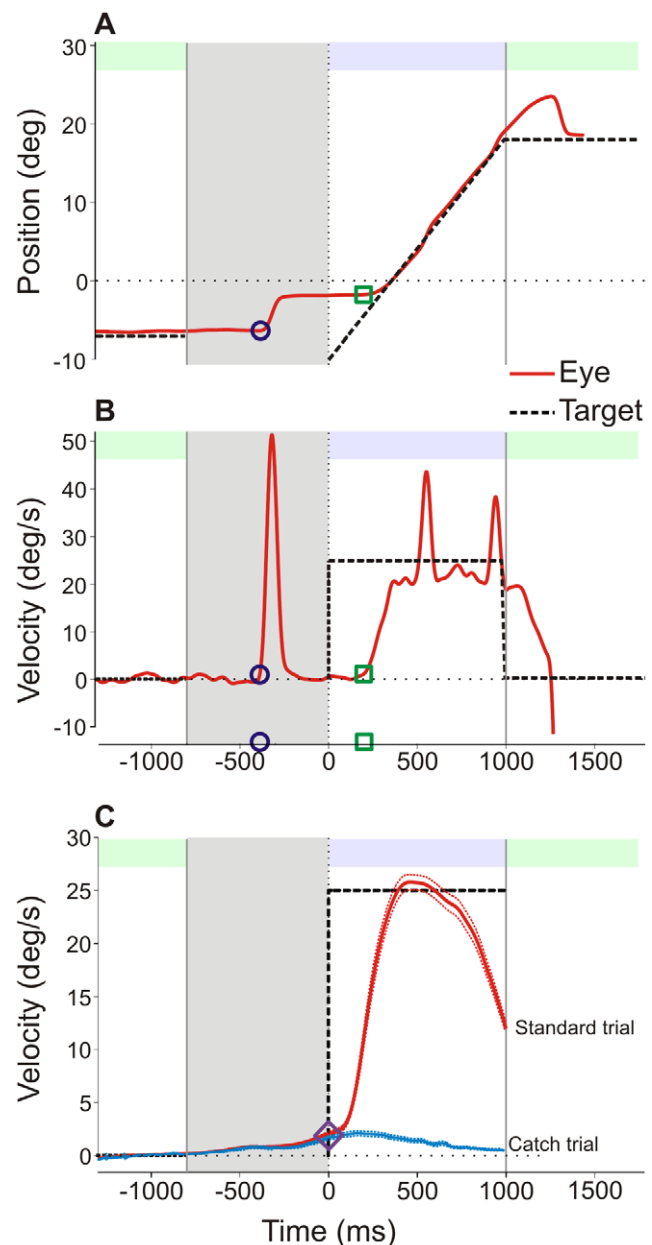 A
Position (deg)
30
20
10
0
-10
Eye
Target
B
Velocity (deg/s)
50
40
30
20
10
0
-10
-1000 -500 0 500 1000 1500
C
Velocity (deg/s)
30
25
20
15
10
5
0
Standard trial
Catch trial
-1000 -500 0 500 1000 1500
Time (ms)